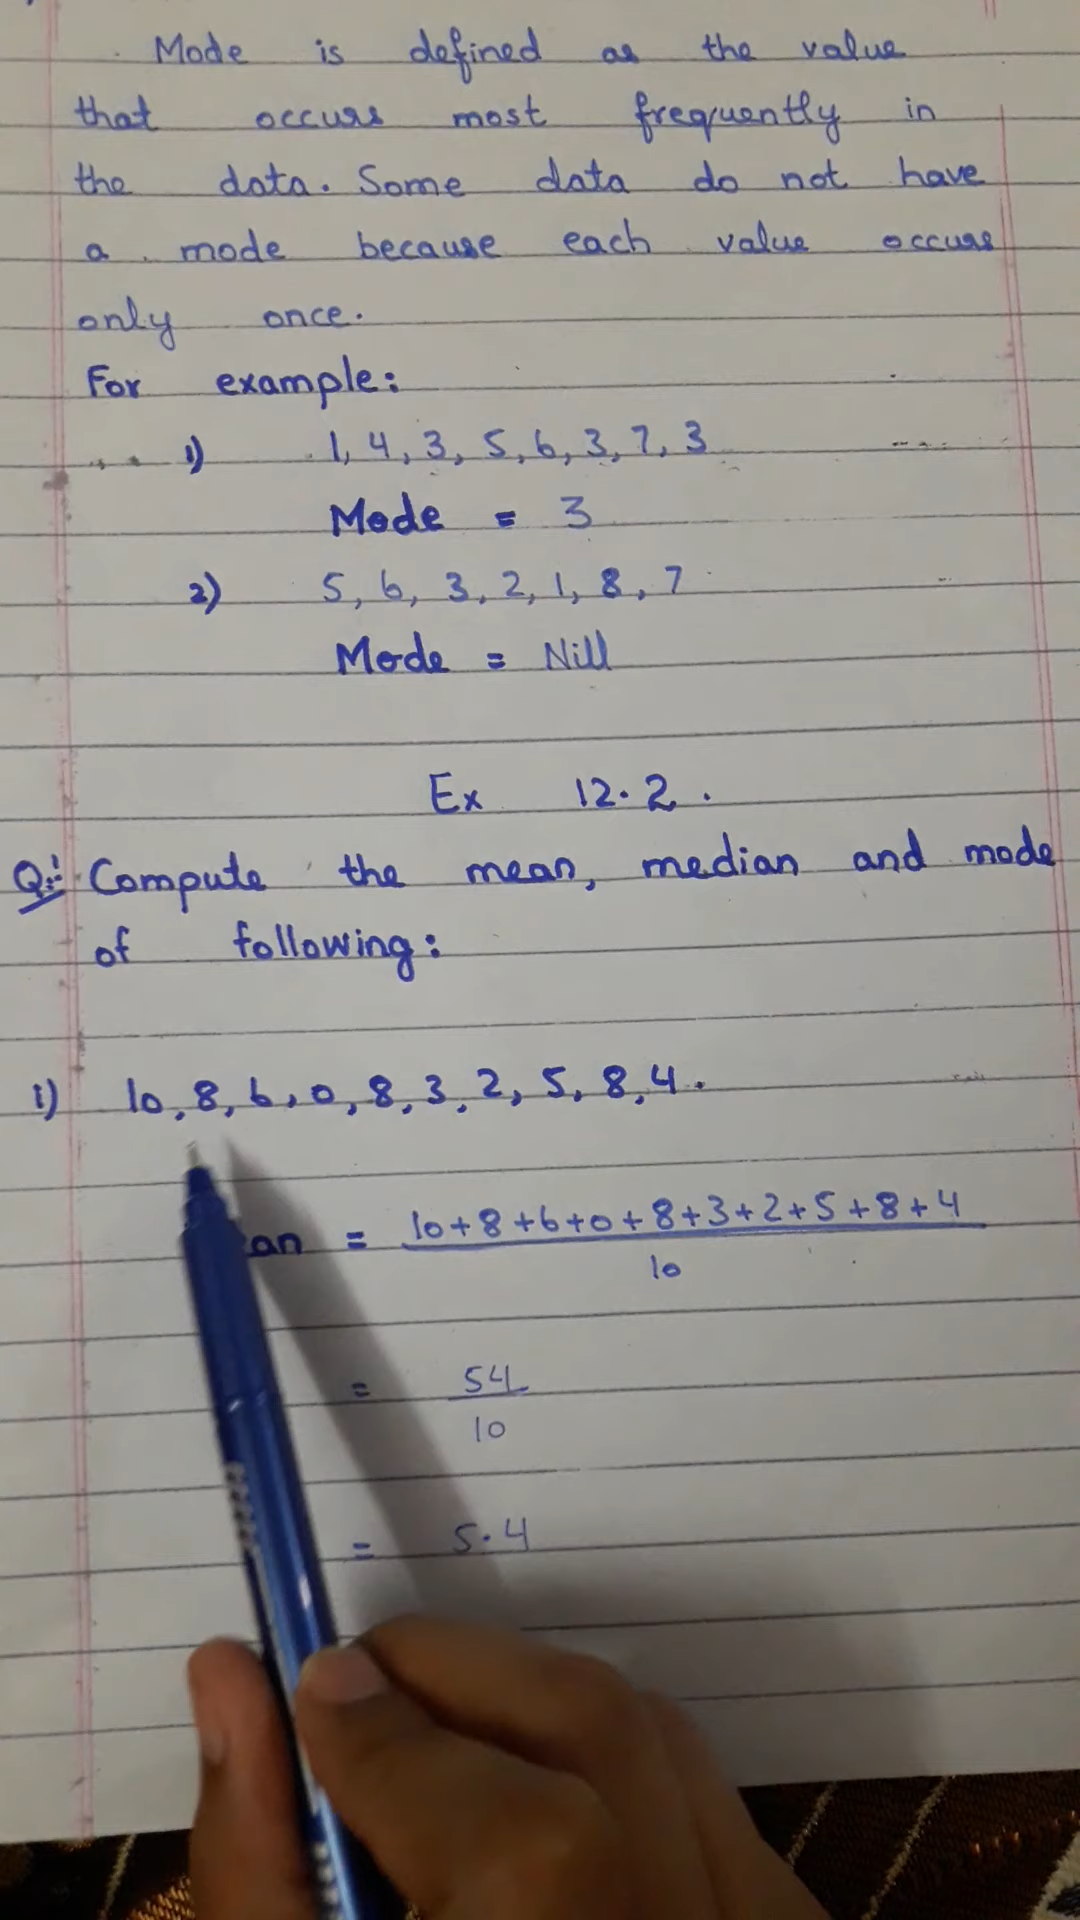 Mode is defined as the value
that occurs most frequently in
the data. Some data do not have
a mode because each value occurs
only once.
For example:
1) 1, 4, 3, 5, 6, 3, 7, 3
Mode = 3
2) 5, 6, 3, 2, 1, 8, 7
Mode = Nill
Ex 12.2.
Q: Compute the mean, median and mode
of following:
1) 10, 8, 6, 0, 8, 3, 2, 5, 8, 4.
an = 10+8+6+0+8+3+2+5+8+4
10
= 54
10
= 5.4